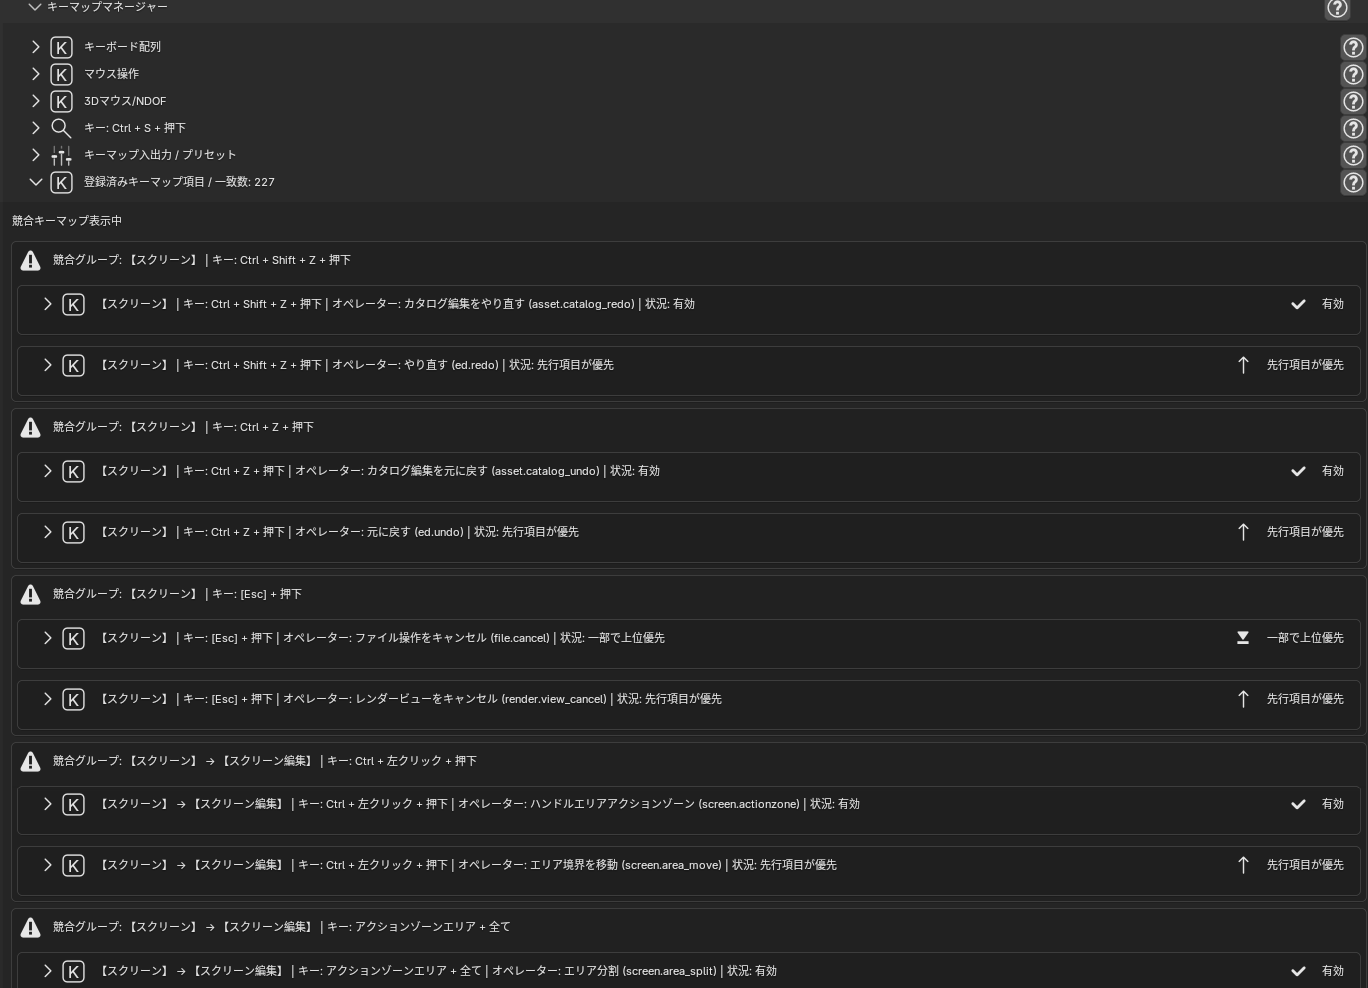 キーマップマネージャー
キーボード配列
マウス操作
3Dマウス/NDOF
キー: Ctrl + S + 押下
キーマップ入出力 / プリセット
登録済みキーマップ項目 / 一致数: 227
競合キーマップ表示中
競合グループ: 【スクリーン】 | キー: Ctrl + Shift + Z + 押下
【スクリーン】 | キー: Ctrl + Shift + Z + 押下 | オペレーター: カタログ編集をやり直す (asset.catalog_redo) | 状況: 有効 有効
【スクリーン】 | キー: Ctrl + Shift + Z + 押下 | オペレーター: やり直す (ed.redo) | 状況: 先行項目が優先 先行項目が優先
競合グループ: 【スクリーン】 | キー: Ctrl + Z + 押下
【スクリーン】 | キー: Ctrl + Z + 押下 | オペレーター: カタログ編集を元に戻す (asset.catalog_undo) | 状況: 有効 有効
【スクリーン】 | キー: Ctrl + Z + 押下 | オペレーター: 元に戻す (ed.undo) | 状況: 先行項目が優先 先行項目が優先
競合グループ: 【スクリーン】 | キー: [Esc] + 押下
【スクリーン】 | キー: [Esc] + 押下 | オペレーター: ファイル操作をキャンセル (file.cancel) | 状況: 一部で上位優先 一部で上位優先
【スクリーン】 | キー: [Esc] + 押下 | オペレーター: レンダービューをキャンセル (render.view_cancel) | 状況: 先行項目が優先 先行項目が優先
競合グループ: 【スクリーン】 → 【スクリーン編集】 | キー: Ctrl + 左クリック + 押下
【スクリーン】 → 【スクリーン編集】 | キー: Ctrl + 左クリック + 押下 | オペレーター: ハンドルエリアアクションゾーン (screen.actionzone) | 状況: 有効 有効
【スクリーン】 → 【スクリーン編集】 | キー: Ctrl + 左クリック + 押下 | オペレーター: エリア境界を移動 (screen.area_move) | 状況: 先行項目が優先 先行項目が優先
競合グループ: 【スクリーン】 → 【スクリーン編集】 | キー: アクションゾーンエリア + 全て
【スクリーン】 → 【スクリーン編集】 | キー: アクションゾーンエリア + 全て | オペレーター: エリア分割 (screen.area_split) | 状況: 有効 有効